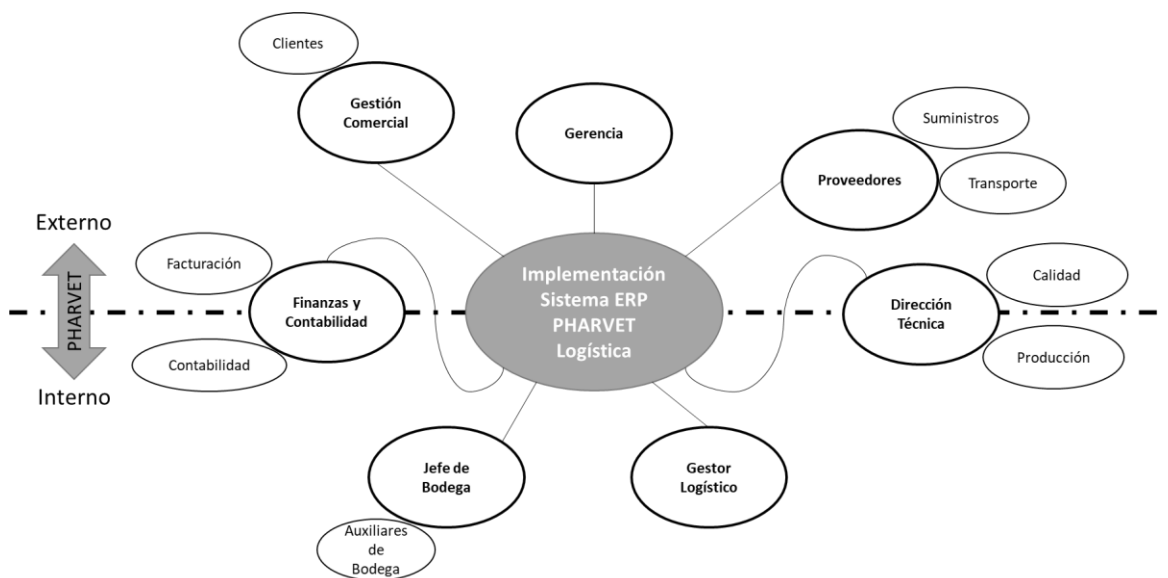 Clientes
Gestión
Comercial
Gerencia
Suministros
Proveedores
Transporte
Externo
PHARVET
Interno
Facturación
Finanzas y
Contabilidad
Contabilidad
Implementación
Sistema ERP
PHARVET
Logística
Dirección
Técnica
Calidad
Producción
Jefe de
Bodega
Auxiliares
de
Bodega
Gestor
Logístico